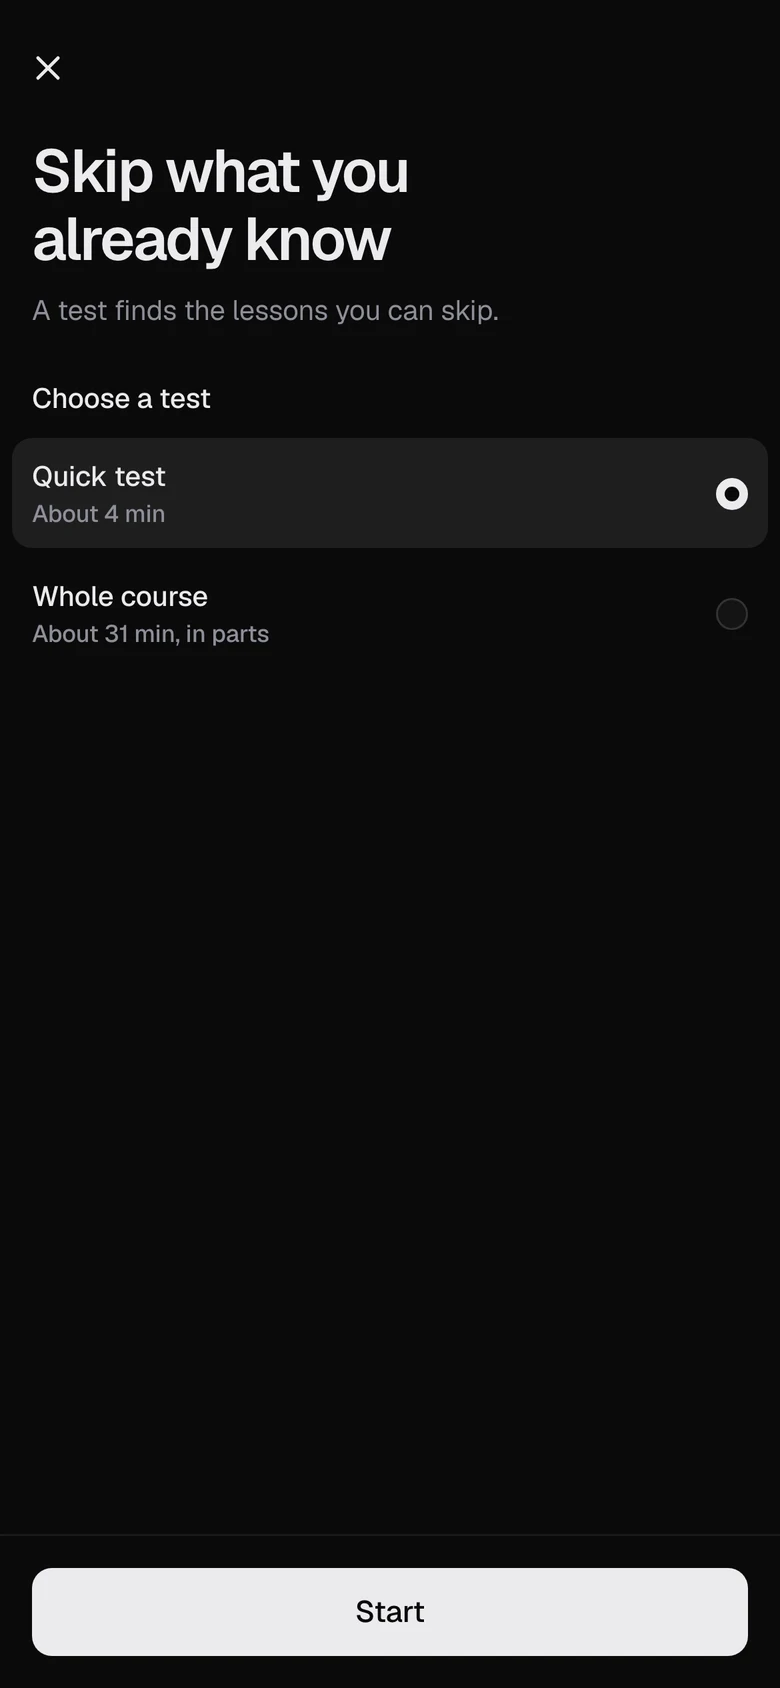 Skip what you
already know
A test finds the lessons you can skip.
Choose a test
Quick test
About 4 min
Whole course
About 31 min, in parts
Start